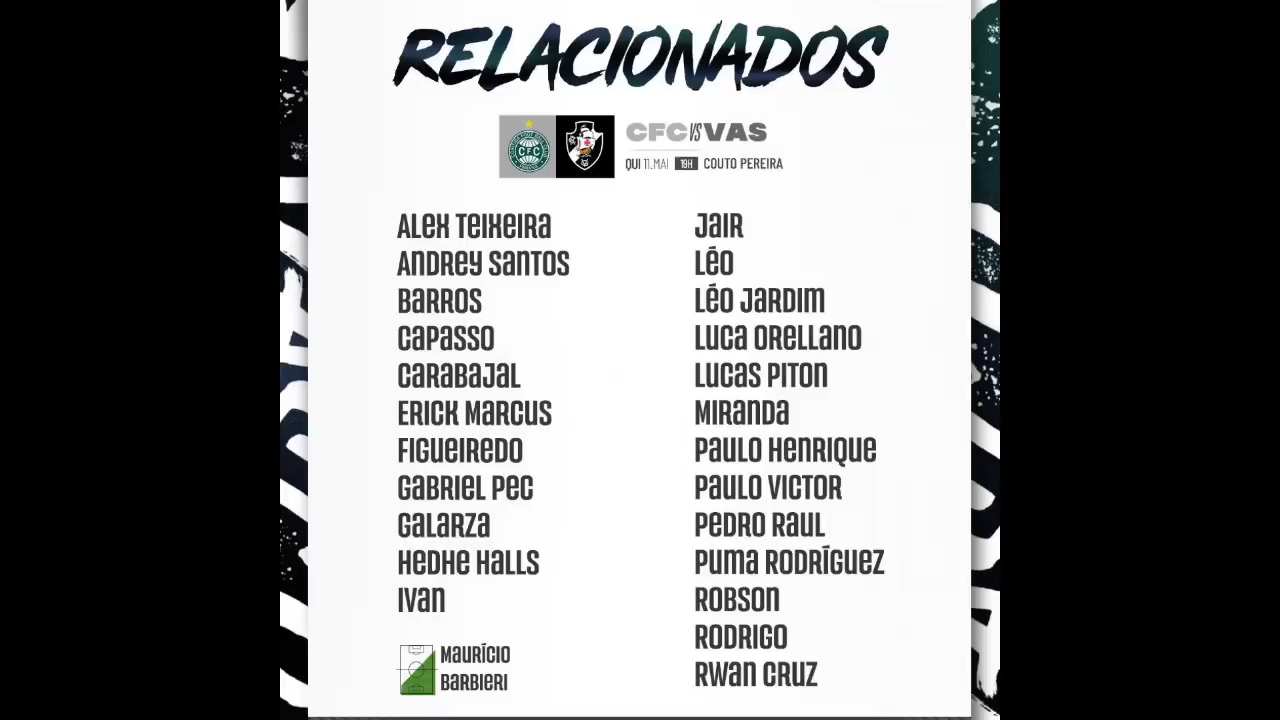 RELACIONADOS
CFC VS VAS
QUI 11.MAI 19H COUTO PEREIRA
CFC
ALEX TEIXEIRA
ANDREY SANTOS
BARROS
CAPASSO
CARABAJAL
ERICK MARCUS
FIGUEIREDO
GABRIEL PEC
GALARZA
HEDHE HALLS
IVAN
MAURÍCIO
BARBIERI
JAIR
LÉO
LÉO JARDIM
LUCA ORELLANO
LUCAS PITON
MIRANDA
PAULO HENRIQUE
PAULO VICTOR
PEDRO RAUL
PUMA RODRÍGUEZ
ROBSON
RODRIGO
RWAN CRUZ